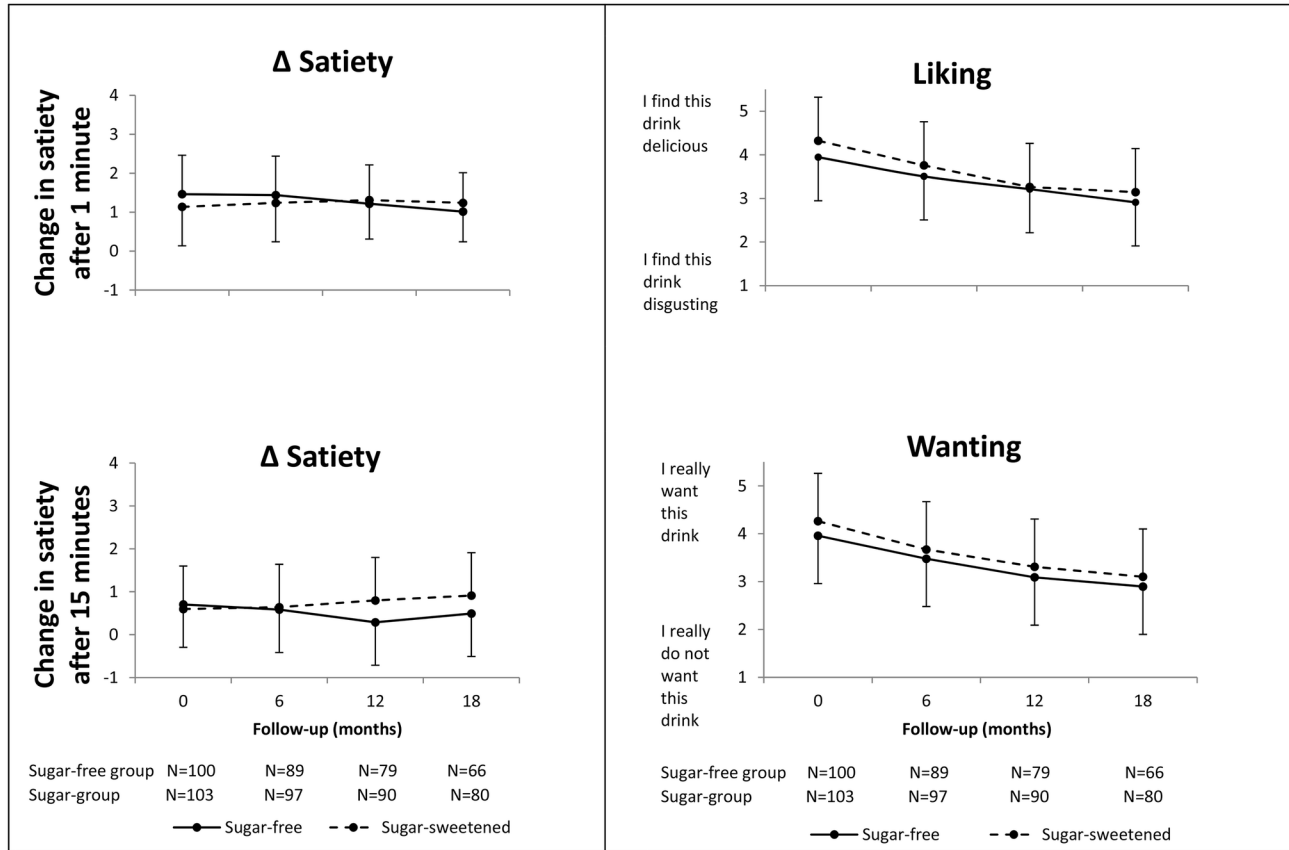 Δ Satiety
Change in satiety
after 1 minute
4
3
2
1
0
-1
Liking
I find this
drink
delicious
I find this
drink
disgusting
5
4
3
2
1
Δ Satiety
Change in satiety
after 15 minutes
4
3
2
1
0
-1
0 6 12 18
Follow-up (months)
Sugar-free group N=100 N=89 N=79 N=66
Sugar-group N=103 N=97 N=90 N=80
Sugar-free Sugar-sweetened
Wanting
I really
want
this
drink
I really
do not
want
this
drink
5
4
3
2
1
0 6 12 18
Follow-up (months)
Sugar-free group N=100 N=89 N=79 N=66
Sugar-group N=103 N=97 N=90 N=80
Sugar-free Sugar-sweetened